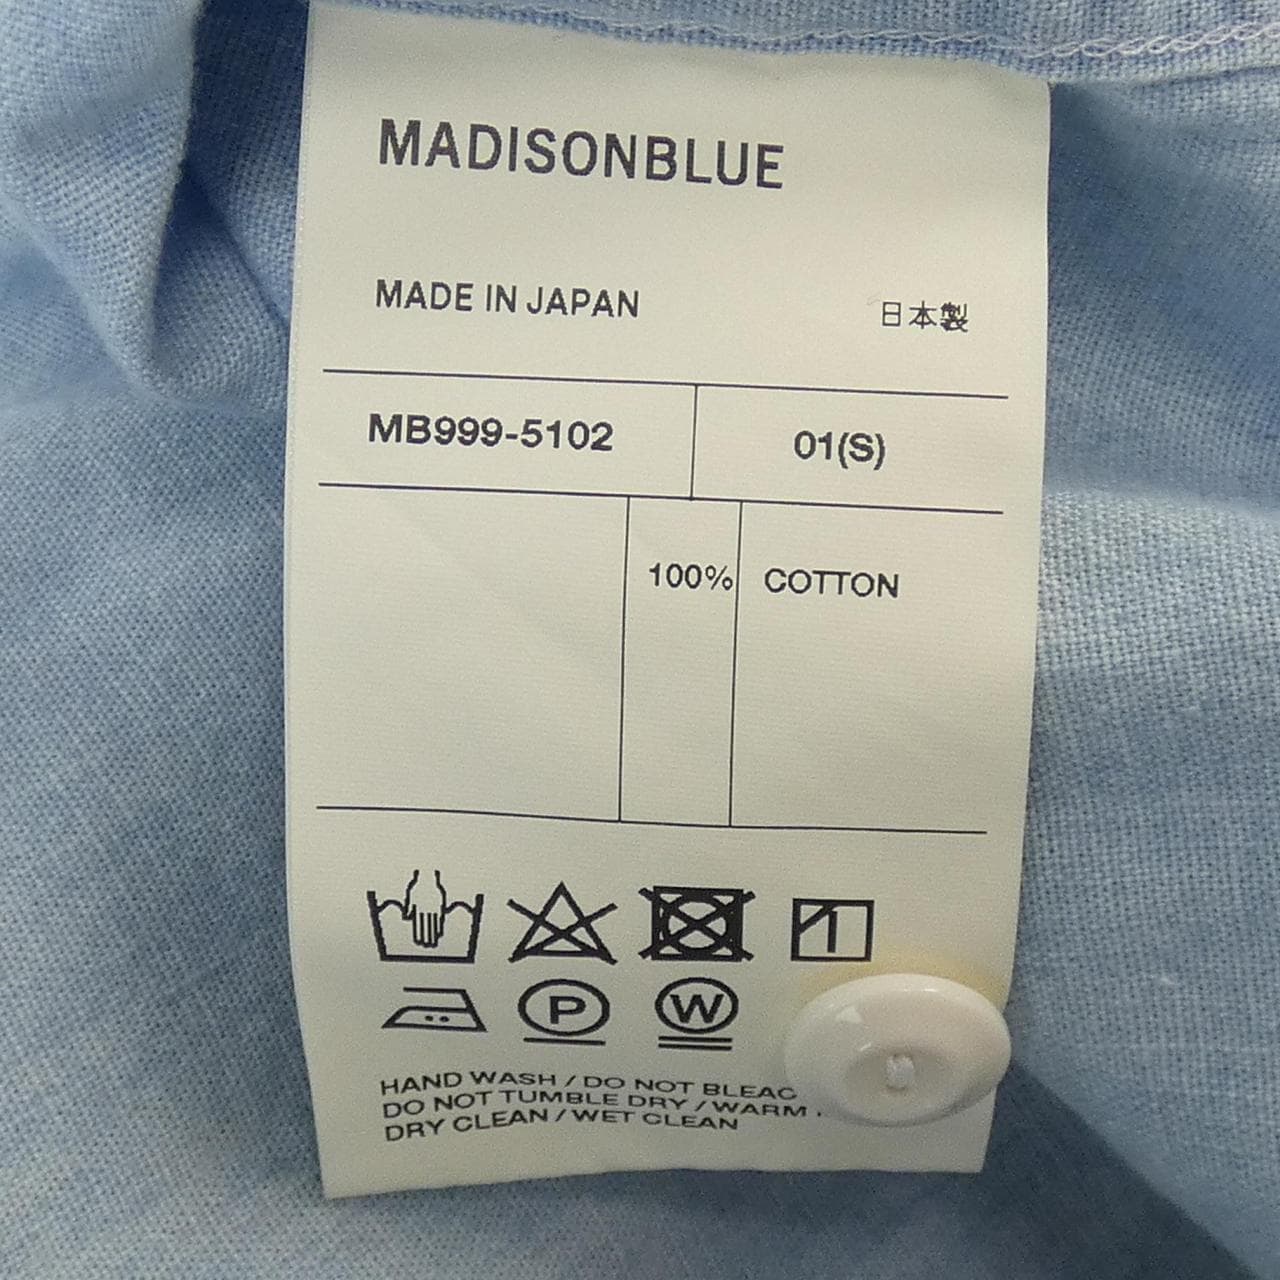 MADISONBLUE
MADE IN JAPAN 日本製
MB999-5102 01(S)
100% COTTON
P W
HAND WASH / DO NOT BLEAC
DO NOT TUMBLE DRY / WARM
DRY CLEAN / WET CLEAN